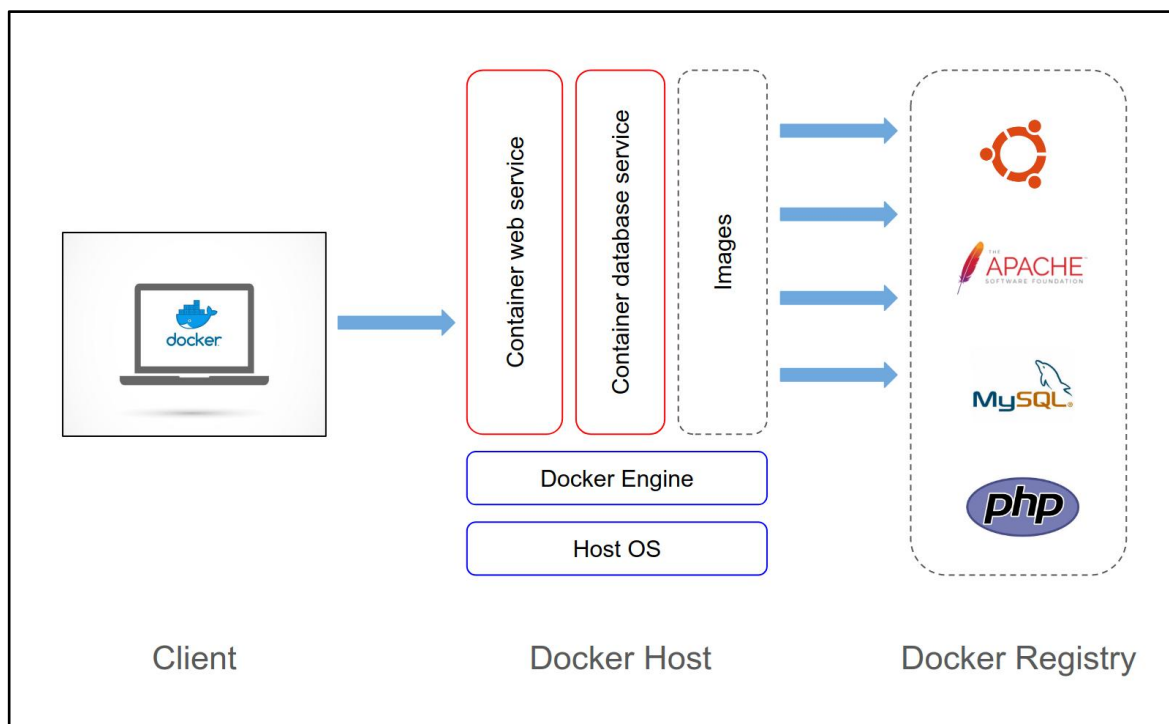 docker
Container web service
Container database service
Images
Docker Engine
Host OS
THE
APACHE
SOFTWARE FOUNDATION
MySQL®
php
Client
Docker Host
Docker Registry